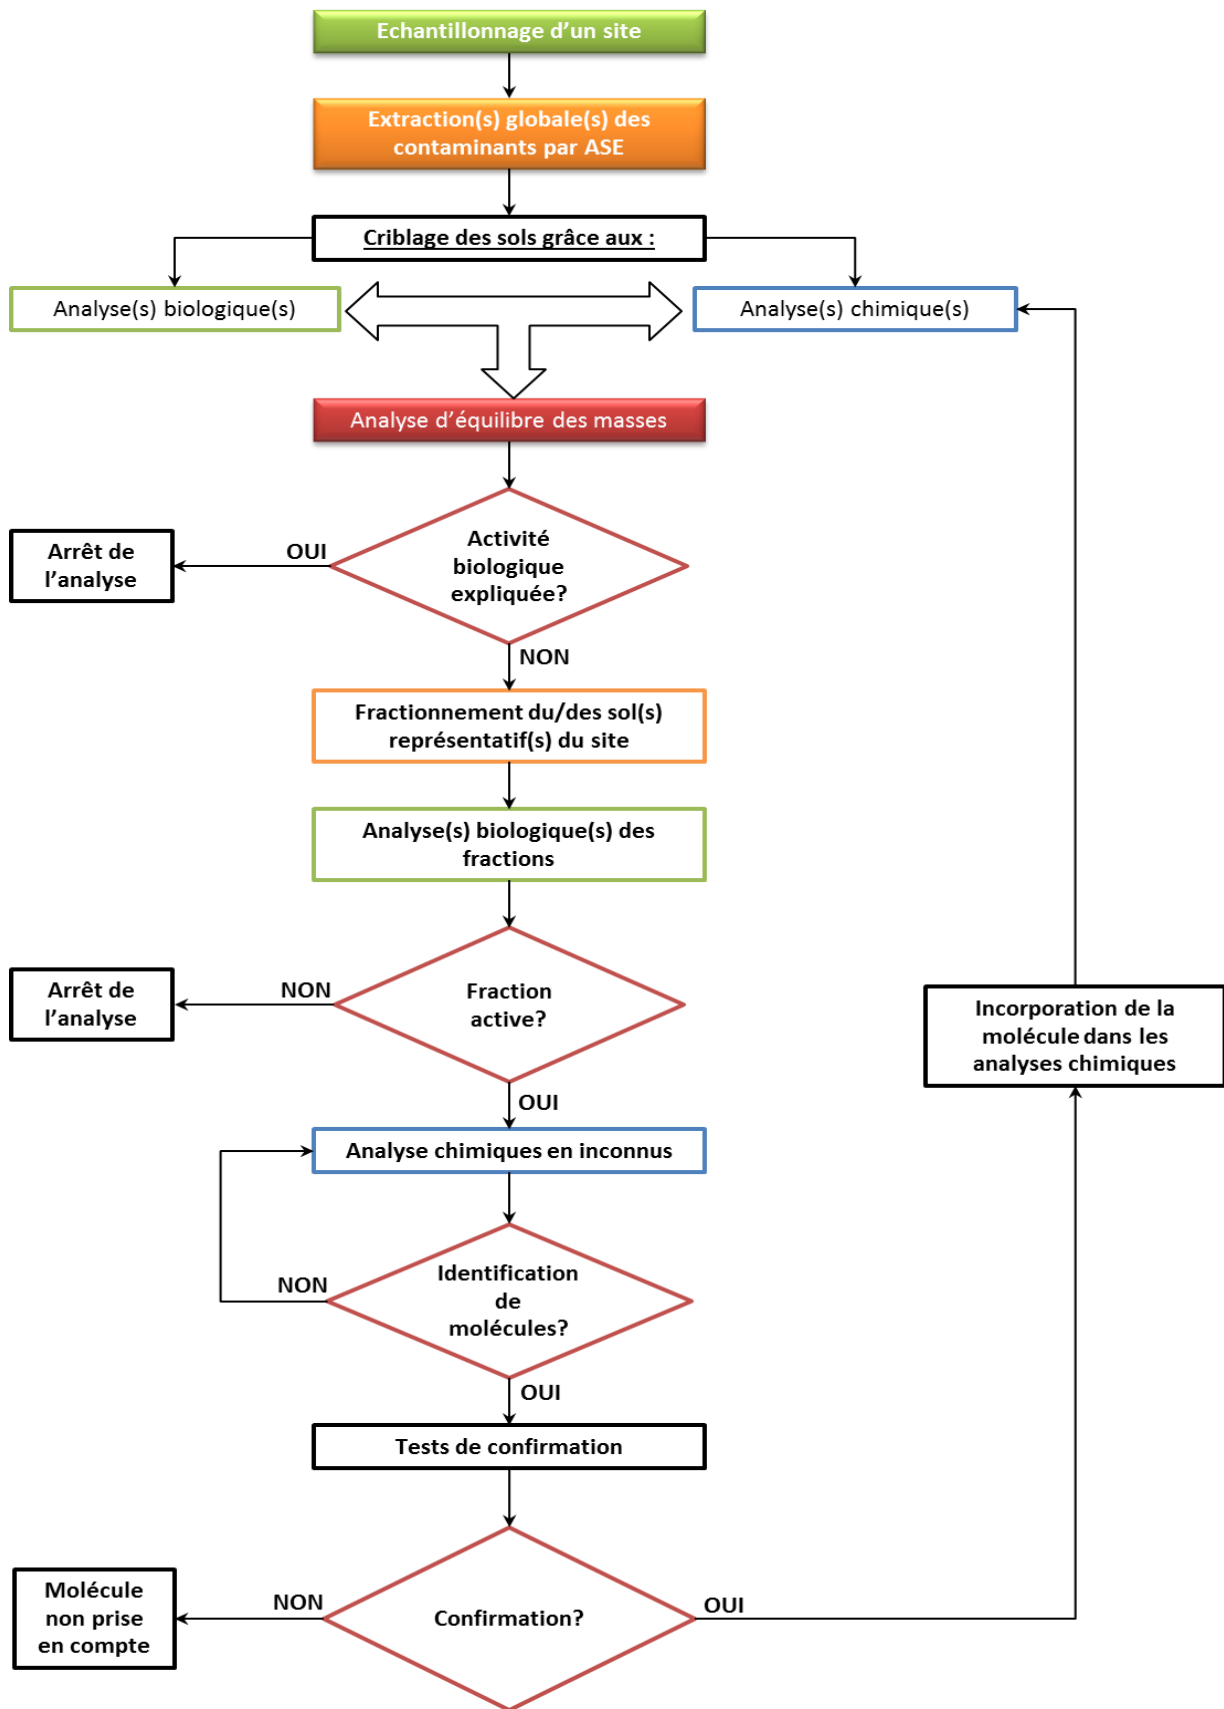 Echantillonnage d’un site
Extraction(s) globale(s) des
contaminants par ASE
Criblage des sols grâce aux :
Analyse(s) biologique(s)
Analyse(s) chimique(s)
Analyse d’équilibre des masses
Activité
biologique
expliquée?
OUI
Arrêt de
l’analyse
NON
Fractionnement du/des sol(s)
représentatif(s) du site
Analyse(s) biologique(s) des
fractions
Fraction
active?
NON
Arrêt de
l’analyse
Incorporation de la
molécule dans les
analyses chimiques
OUI
Analyse chimiques en inconnus
Identification
de
molécules?
NON
OUI
Tests de confirmation
Confirmation?
NON
Molécule
non prise
en compte
OUI